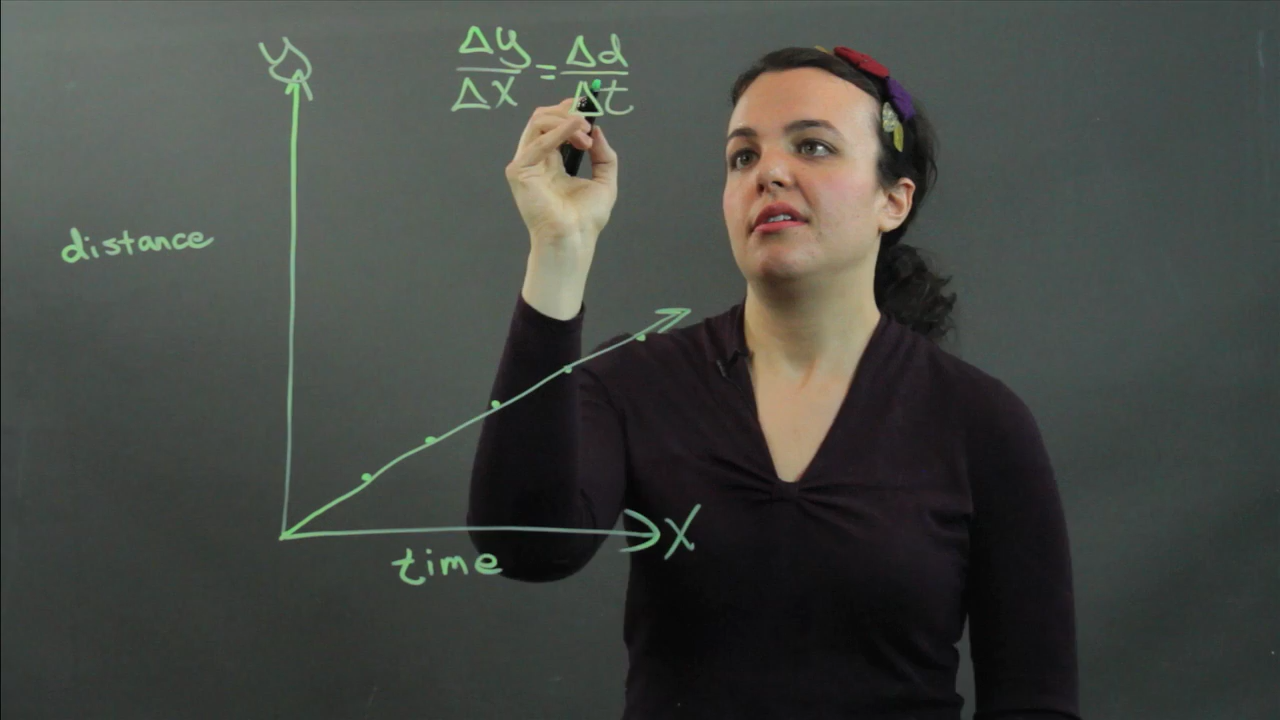 y
Δy/Δx = Δd/Δt
distance
x
time